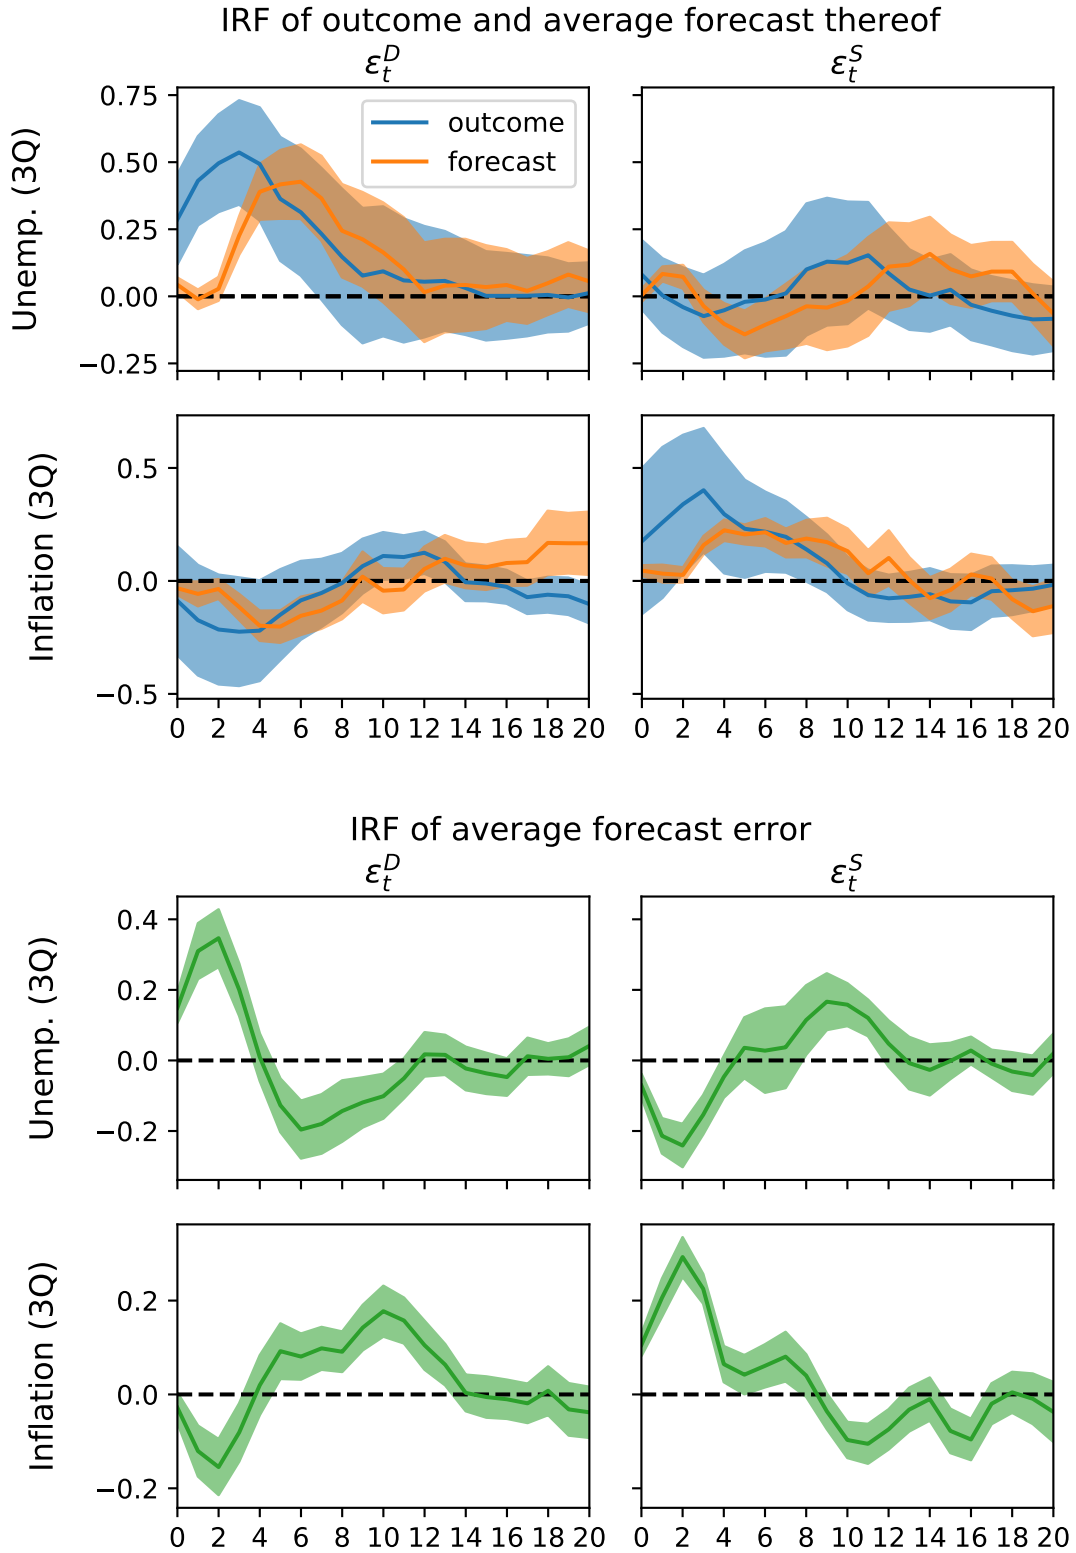 IRF of outcome and average forecast thereof
ε_t^D ε_t^S
outcome
forecast
Unemp. (3Q)
0.75
0.50
0.25
0.00
−0.25
Inflation (3Q)
0.5
0.0
−0.5
0 2 4 6 8 10 12 14 16 18 20 0 2 4 6 8 10 12 14 16 18 20
IRF of average forecast error
ε_t^D ε_t^S
Unemp. (3Q)
0.4
0.2
0.0
−0.2
Inflation (3Q)
0.2
0.0
−0.2
0 2 4 6 8 10 12 14 16 18 20 0 2 4 6 8 10 12 14 16 18 20